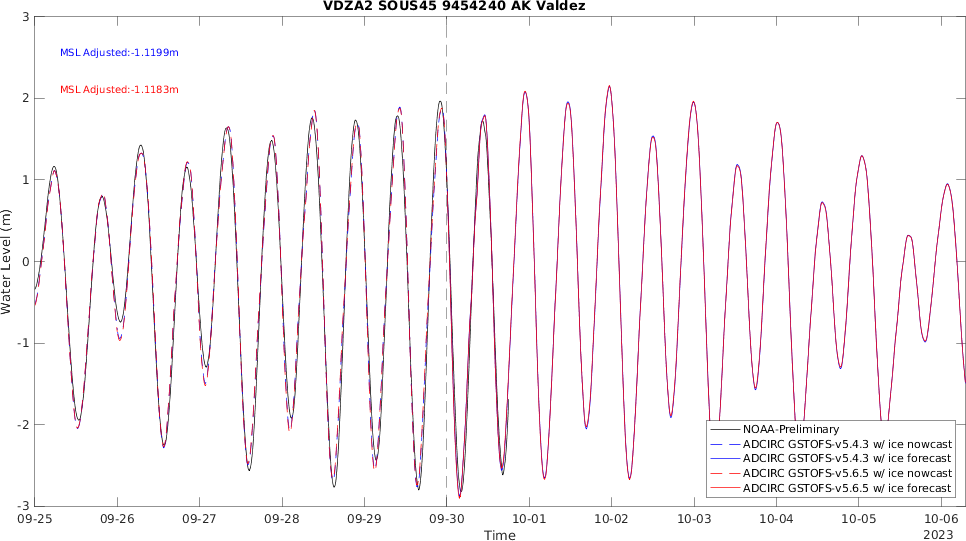 VDZA2 SOUS45 9454240 AK Valdez
MSL Adjusted:-1.1199m
MSL Adjusted:-1.1183m
Water Level (m)
3
2
1
0
-1
-2
-3
NOAA-Preliminary
ADCIRC GSTOFS-v5.4.3 w/ ice nowcast
ADCIRC GSTOFS-v5.4.3 w/ ice forecast
ADCIRC GSTOFS-v5.6.5 w/ ice nowcast
ADCIRC GSTOFS-v5.6.5 w/ ice forecast
09-25 09-26 09-27 09-28 09-29 09-30 10-01 10-02 10-03 10-04 10-05 10-06
Time
2023